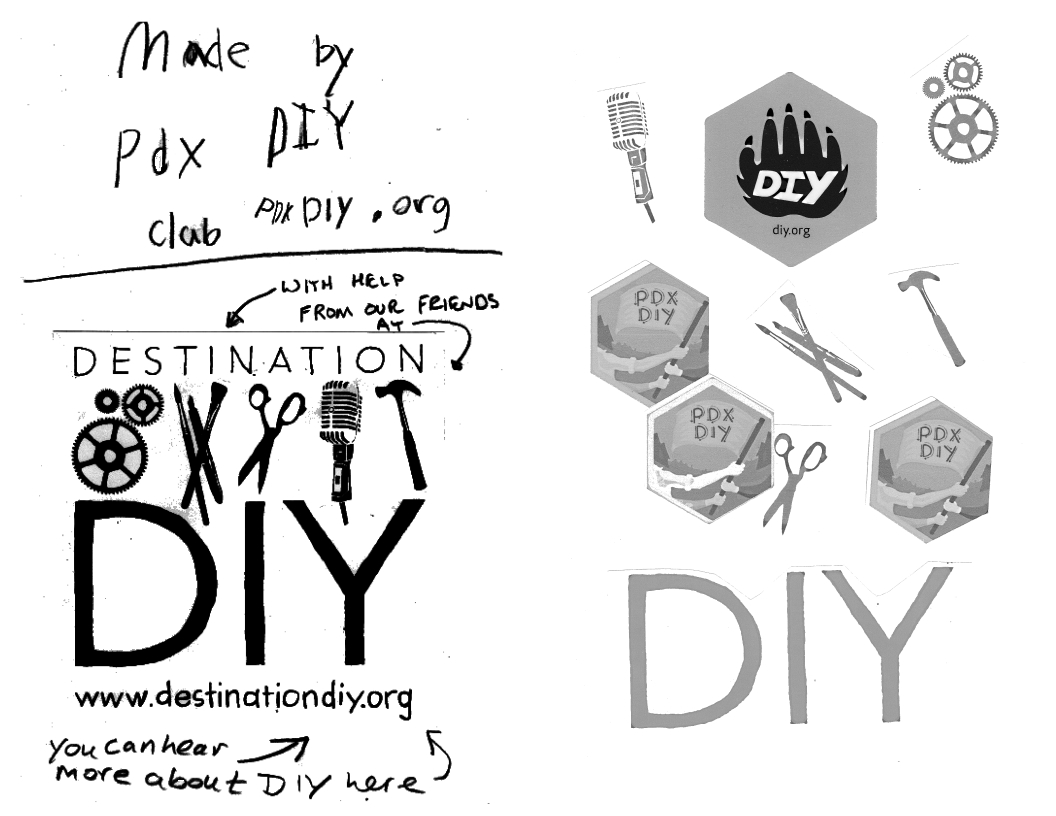 Made by
Pdx DIY
club PDX DIY.org
WITH HELP
FROM OUR FRIENDS
AT
DESTINATION
DIY
www.destinationdiy.org
you can hear
more about DIY here
DIY
diy.org
PDX
DIY
PDX
DIY
PDX
DIY
DIY